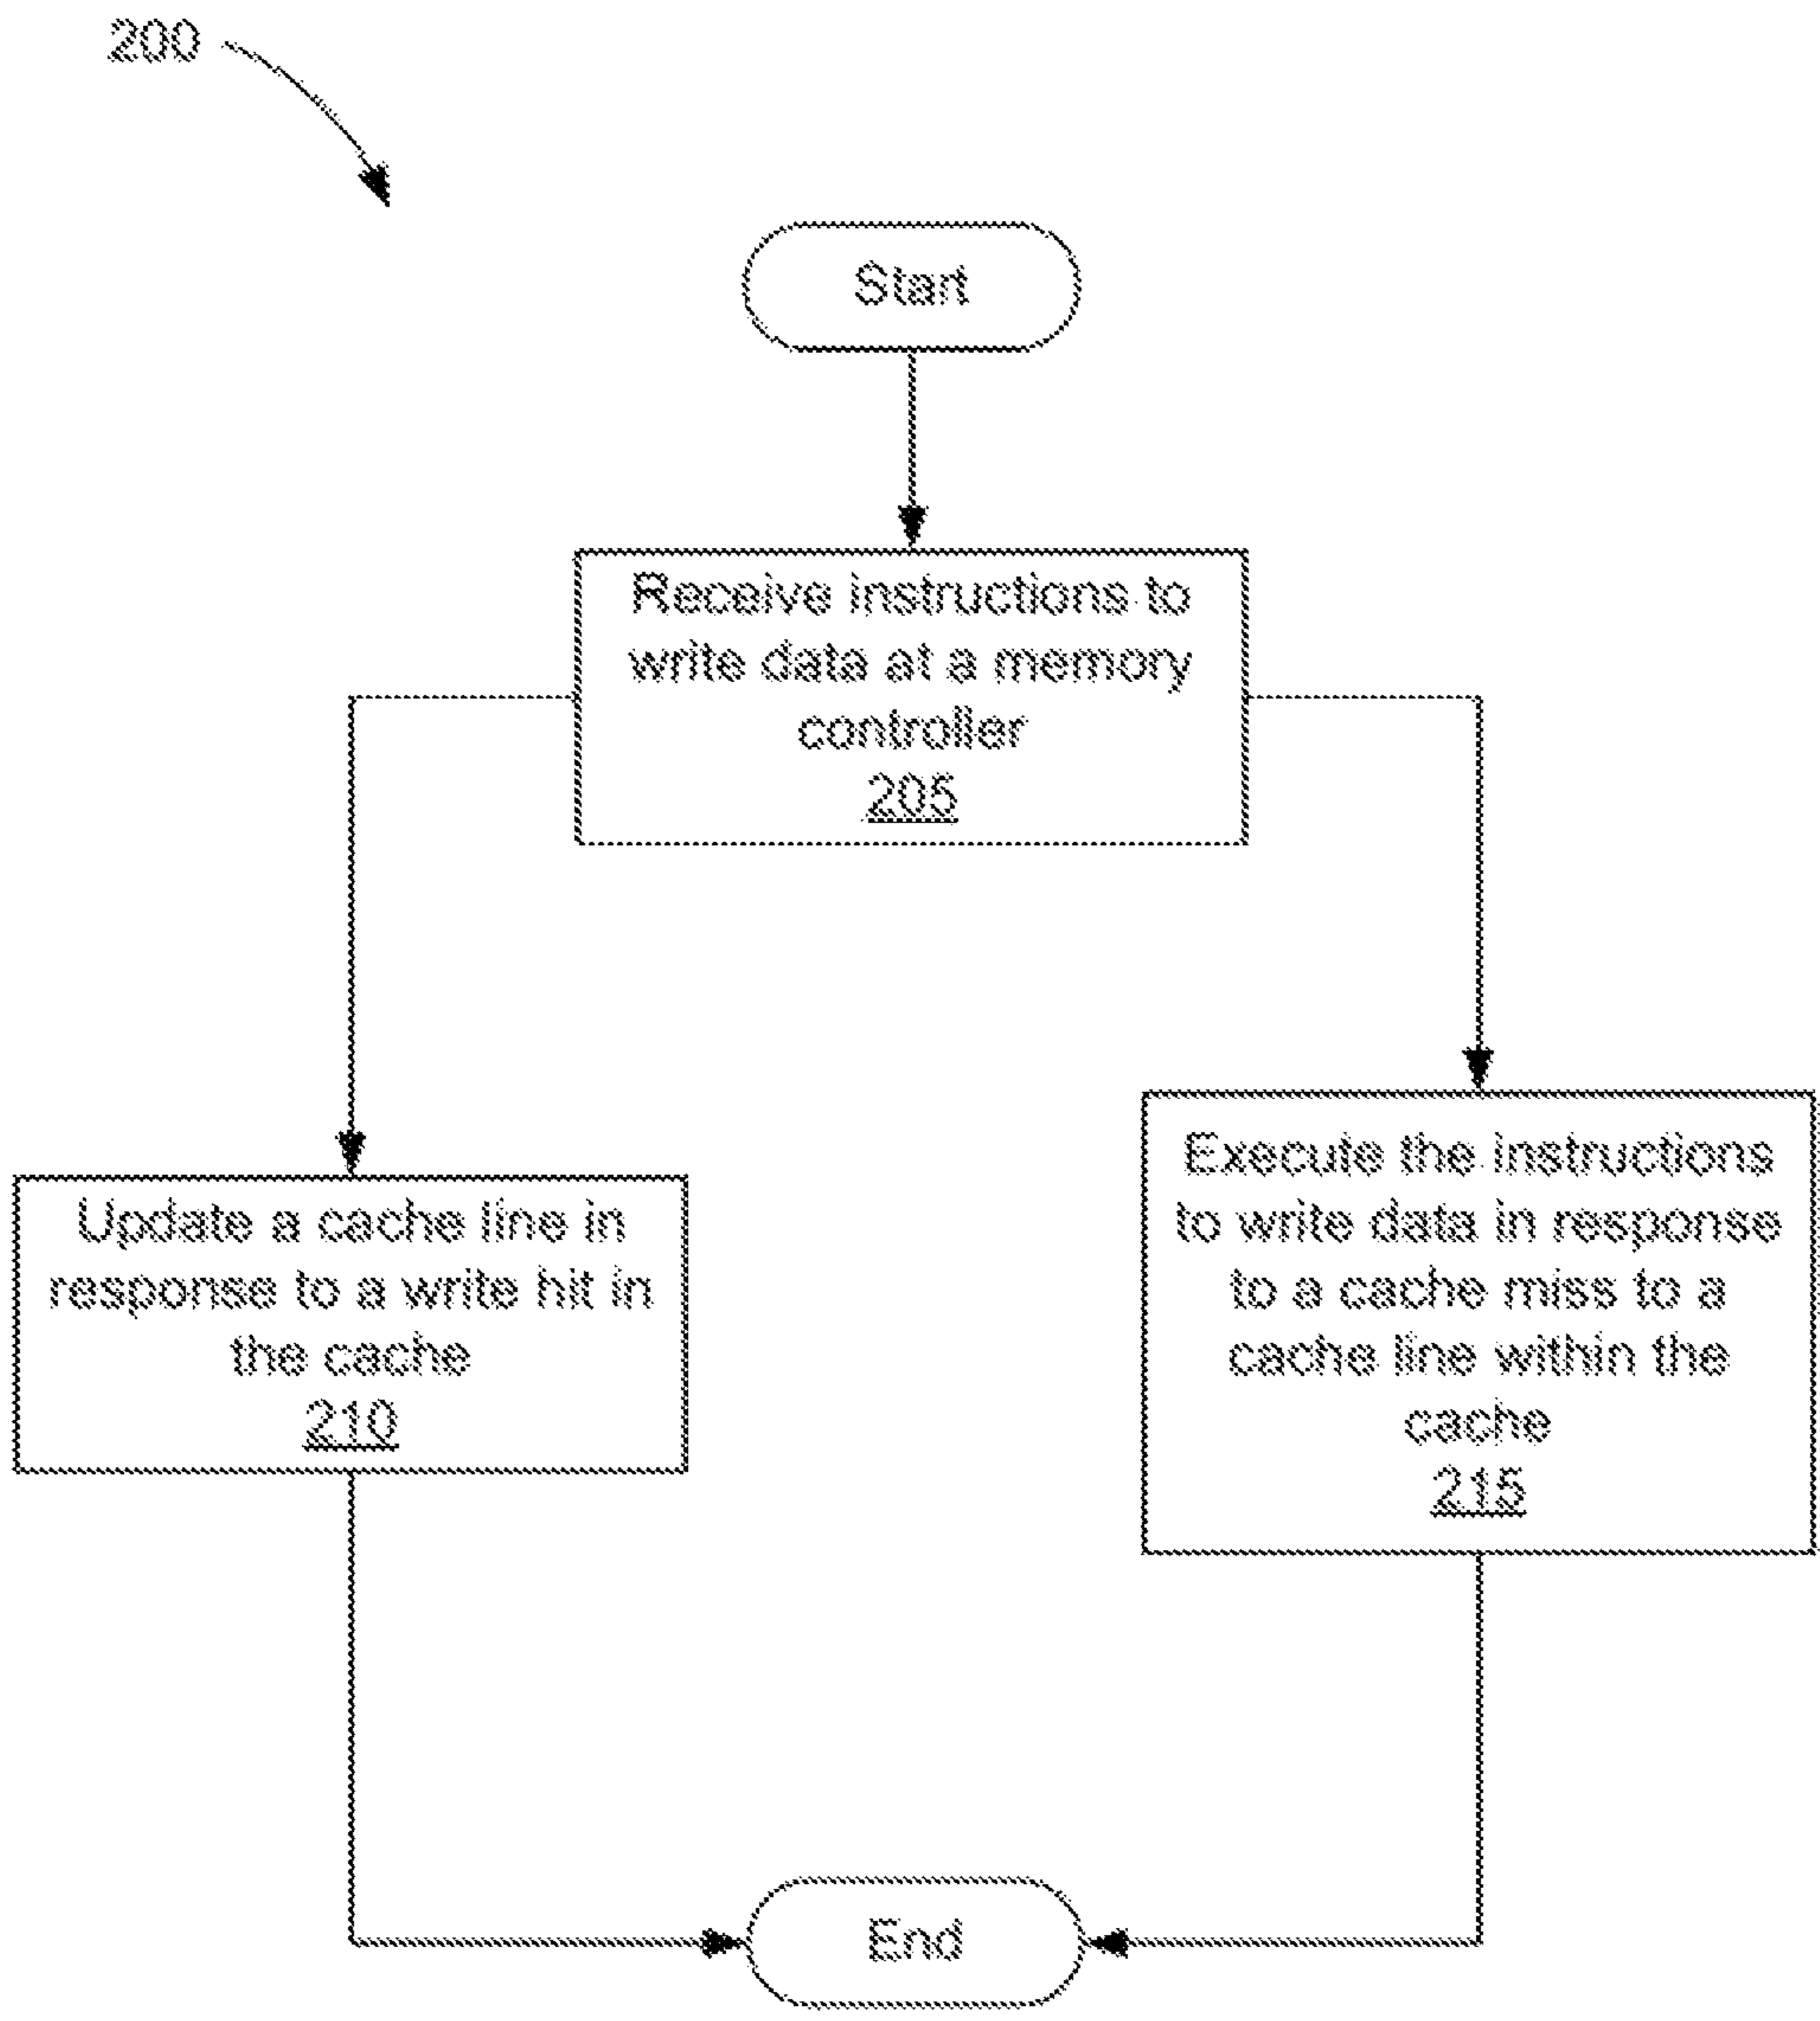 200
Start
Receive instructions to
write data at a memory
controller
205
Update a cache line in
response to a write hit in
the cache
210
Execute the instructions
to write data in response
to a cache miss to a
cache line within the
cache
215
End